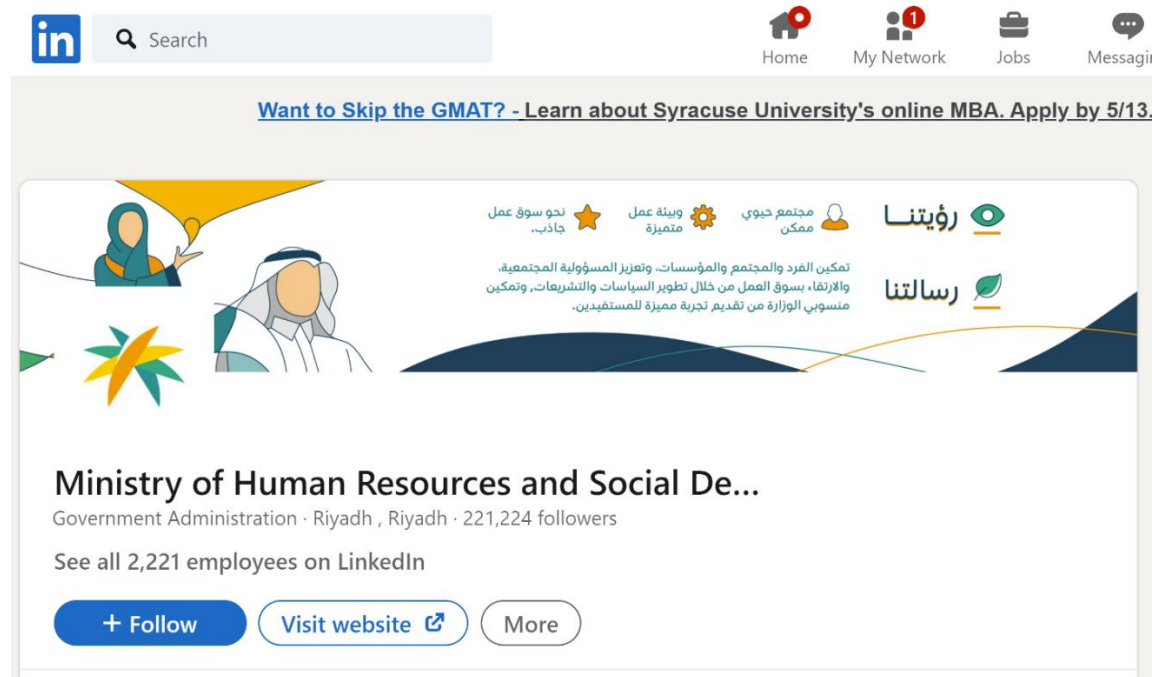 in
Search
Home
My Network
1
Jobs
Want to Skip the GMAT? - Learn about Syracuse University's online MBA. Apply by 5/13.
رؤيتنــا
مجتمع حيوي
ممكن
وبيئة عمل
متميزة
نحو سوق عمل
جاذب.
رسالتنا
تمكين الفرد والمجتمع والمؤسسات، وتعزيز المسؤولية المجتمعية،
والارتقاء بسوق العمل من خلال تطوير السياسات والتشريعات, وتمكين
منسوبي الوزارة من تقديم تجربة مميزة للمستفيدين.
Ministry of Human Resources and Social De...
Government Administration · Riyadh , Riyadh · 221,224 followers
See all 2,221 employees on LinkedIn
+ Follow
Visit website
More